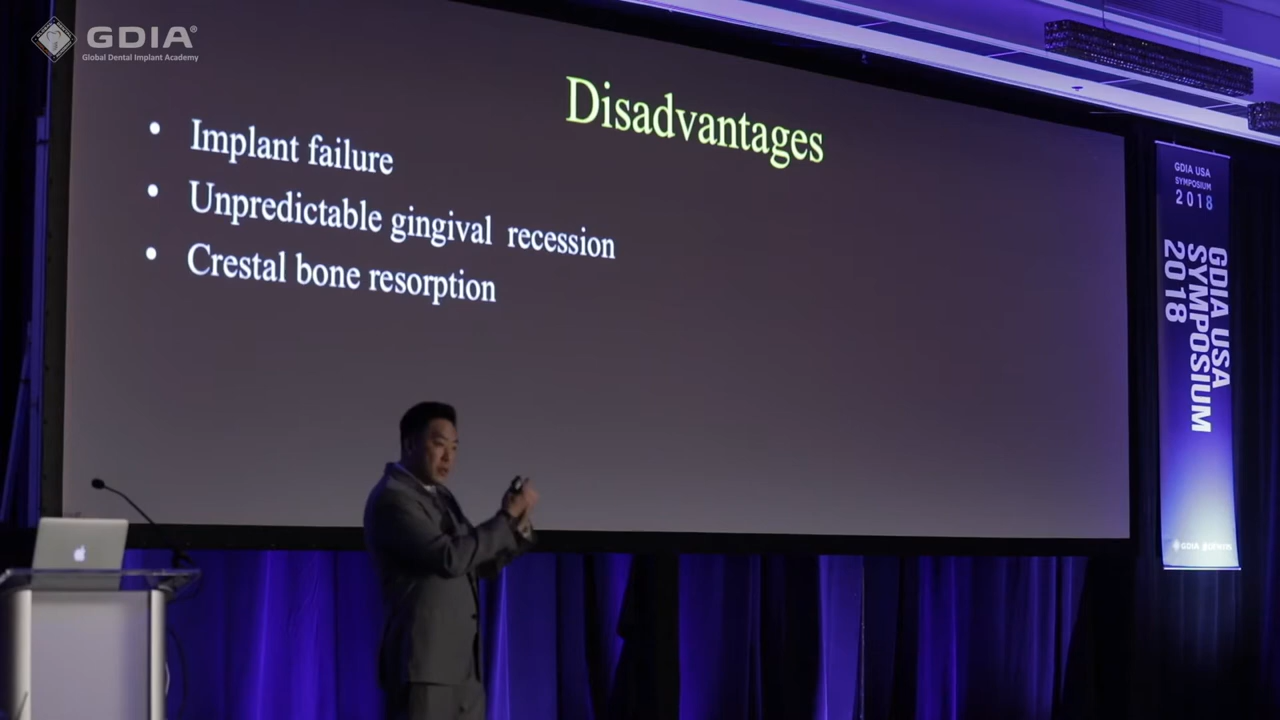 GDIA®
Global Dental Implant Academy
Disadvantages
• Implant failure
• Unpredictable gingival recession
• Crestal bone resorption
GDIA USA
SYMPOSIUM
2018
GDIA USA
SYMPOSIUM
2018
GDIA